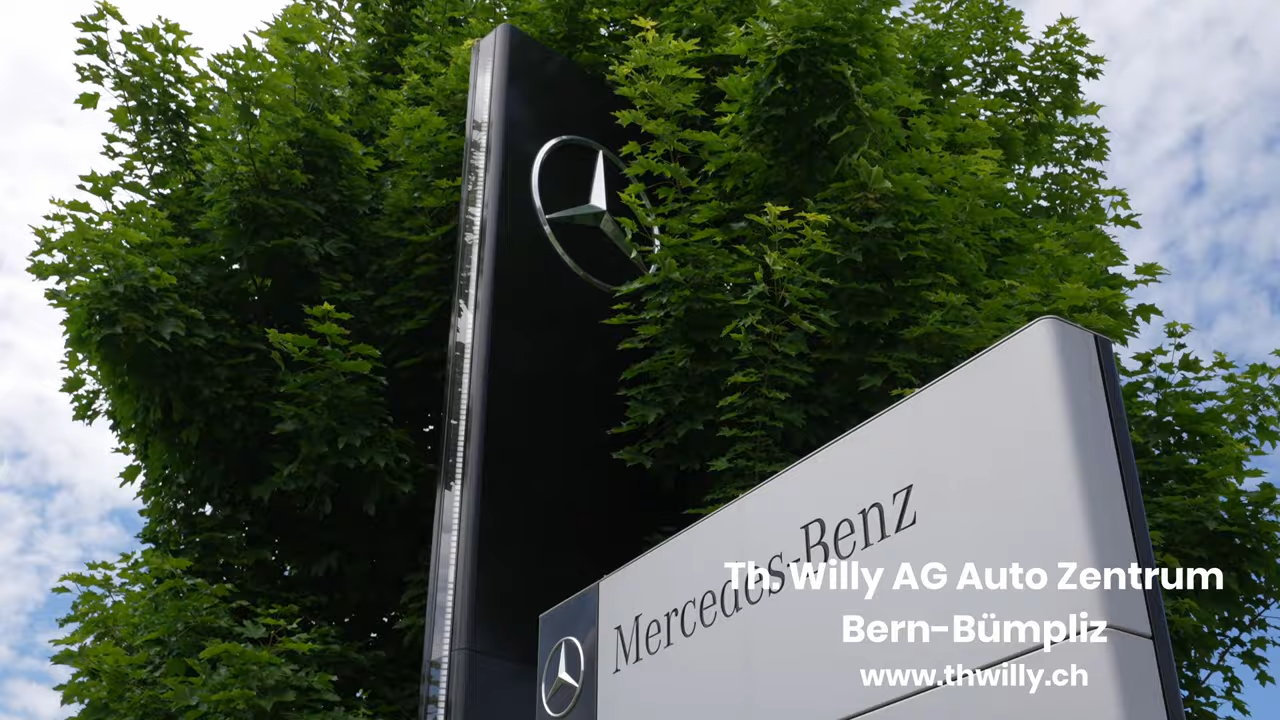 Mercedes-Benz
Th. Willy AG Auto Zentrum
Bern-Bümpliz
www.thwilly.ch